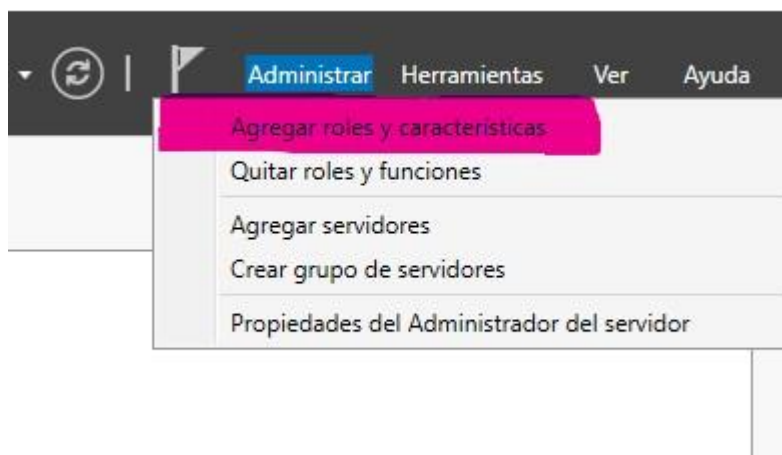 Administrar Herramientas Ver Ayuda
Agregar roles y características
Quitar roles y funciones
Agregar servidores
Crear grupo de servidores
Propiedades del Administrador del servidor